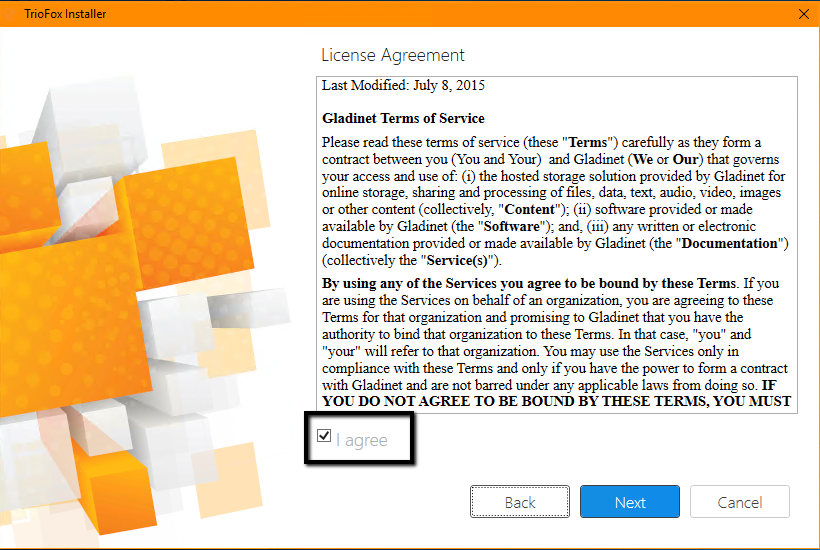 TrioFox Installer
License Agreement
Last Modified: July 8, 2015
Gladinet Terms of Service
Please read these terms of service (these "Terms") carefully as they form a
contract between you (You and Your) and Gladinet (We or Our) that governs
your access and use of: (i) the hosted storage solution provided by Gladinet for
online storage, sharing and processing of files, data, text, audio, video, images
or other content (collectively, "Content"); (ii) software provided or made
available by Gladinet (the "Software"); and, (iii) any written or electronic
documentation provided or made available by Gladinet (the "Documentation")
(collectively the "Service(s)").
By using any of the Services you agree to be bound by these Terms. If you
are using the Services on behalf of an organization, you are agreeing to these
Terms for that organization and promising to Gladinet that you have the
authority to bind that organization to these Terms. In that case, "you" and
"your" will refer to that organization. You may use the Services only in
compliance with these Terms and only if you have the power to form a contract
with Gladinet and are not barred under any applicable laws from doing so. IF
YOU DO NOT AGREE TO BE BOUND BY THESE TERMS, YOU MUST
I agree
Back
Next
Cancel